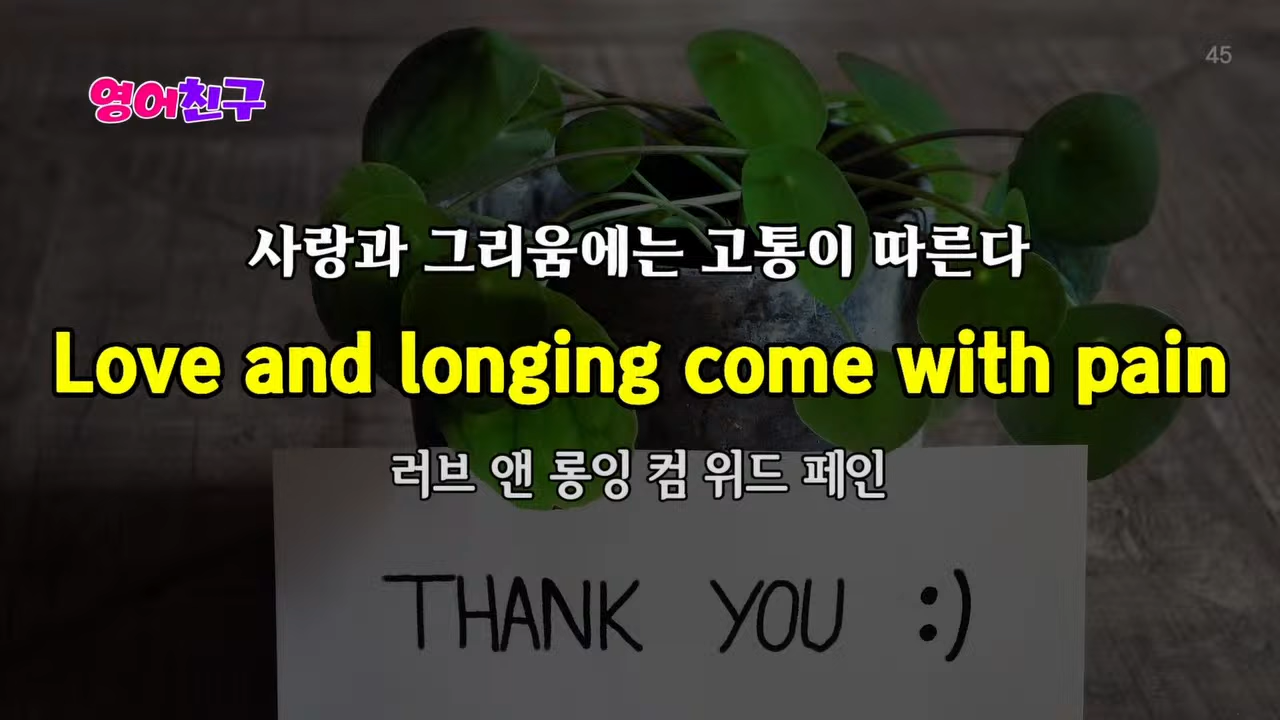 45
영어친구
사랑과 그리움에는 고통이 따른다
Love and longing come with pain
러브 앤 롱잉 컴 위드 페인
THANK YOU :)